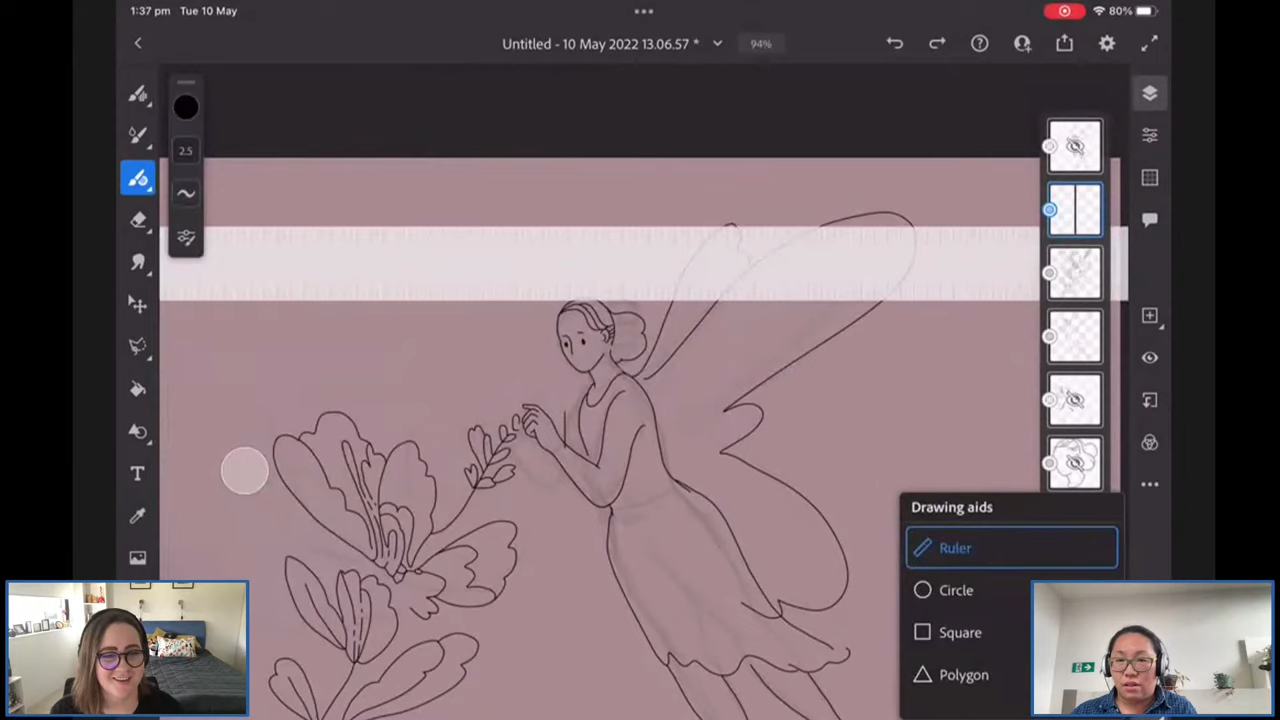 1:37 pm Tue 10 May
80%
Untitled - 10 May 2022 13.06.57 *
94%
2.5
T
Drawing aids
Ruler
Circle
Square
Polygon